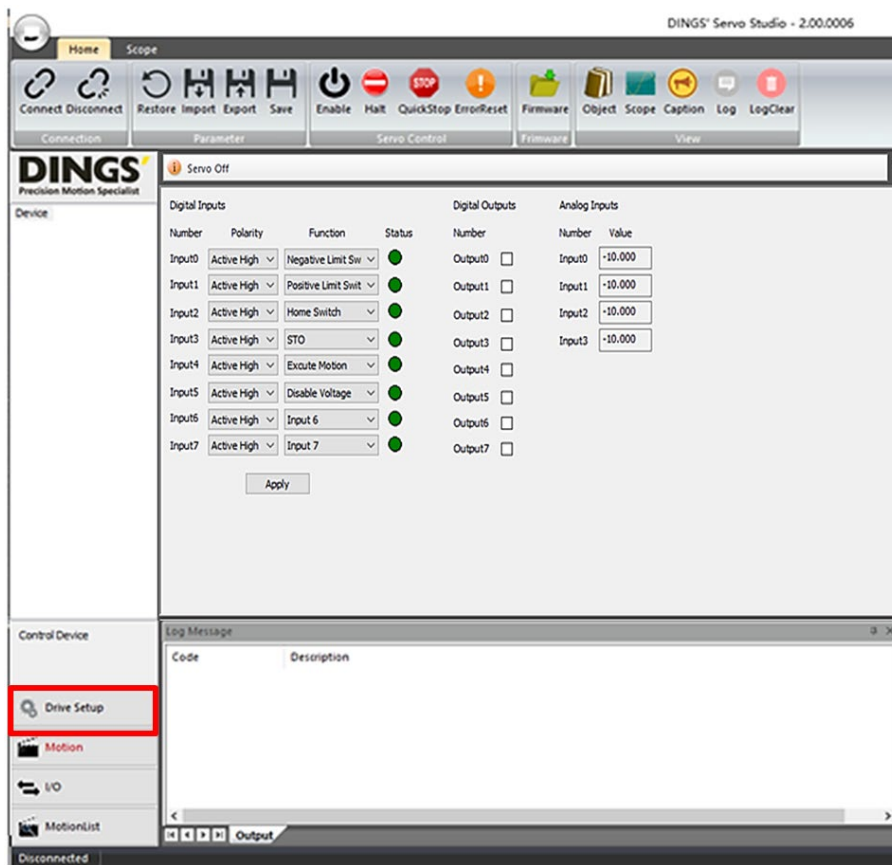 DINGS' Servo Studio - 2.00.0006
Home Scope
Connect Disconnect Restore Import Export Save Enable Halt QuickStop ErrorReset Firmware Object Scope Caption Log LogClear
STOP
Connection Parameter Servo Control Frimware View
DINGS'
Precision Motion Specialist
Servo Off
Device
Digital Inputs Digital Outputs Analog Inputs
Number Polarity Function Status Number Number Value
Input0 Active High Negative Limit Sw Output0 Input0 -10.000
Input1 Active High Positive Limit Swit Output1 Input1 -10.000
Input2 Active High Home Switch Output2 Input2 -10.000
Input3 Active High STO Output3 Input3 -10.000
Input4 Active High Excute Motion Output4
Input5 Active High Disable Voltage Output5
Input6 Active High Input 6 Output6
Input7 Active High Input 7 Output7
Apply
Control Device
Drive Setup
Motion
I/O
MotionList
Log Message
Code Description
Output
Disconnected